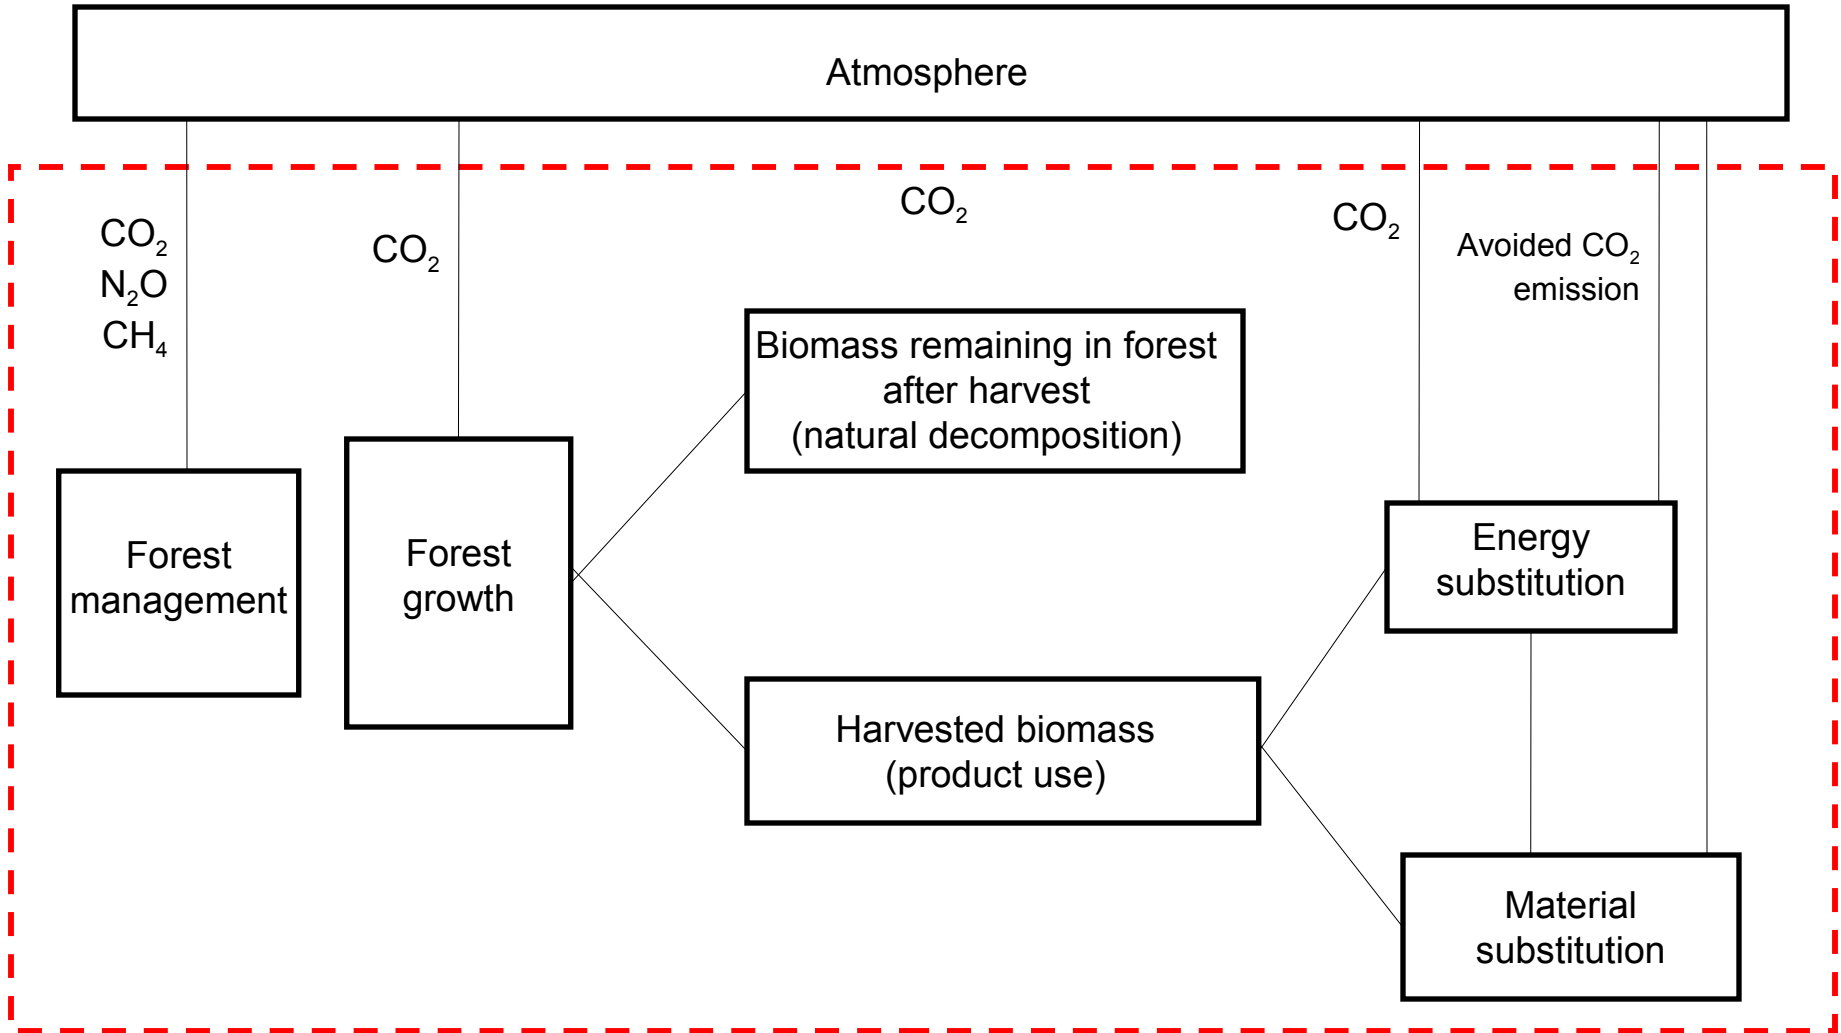 Atmosphere
CO₂
N₂O
CH₄
CO₂
CO₂
CO₂
Avoided CO₂
emission
Biomass remaining in forest
after harvest
(natural decomposition)
Forest
management
Forest
growth
Energy
substitution
Harvested biomass
(product use)
Material
substitution